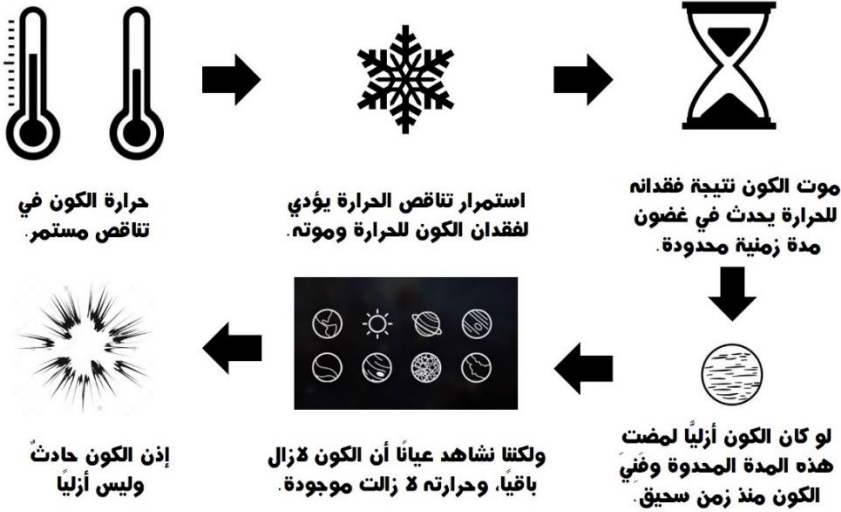 حرارة الكون في
تناقص مستمر.
استمرار تناقص الحرارة يؤدي
لفقدان الكون للحرارة وموته.
موت الكون نتيجة فقدانه
للحرارة يحدث في غضون
مدة زمنية محدودة.
لو كان الكون أزليًا لمضت
هذه المدة المحدوة وفَنِيَ
الكون منذ زمن سحيق.
ولكننا نشاهد عيانًا أن الكون لازال
باقيًا، وحرارته لا زالت موجودة.
إذن الكون حادثٌ
وليس أزليًا